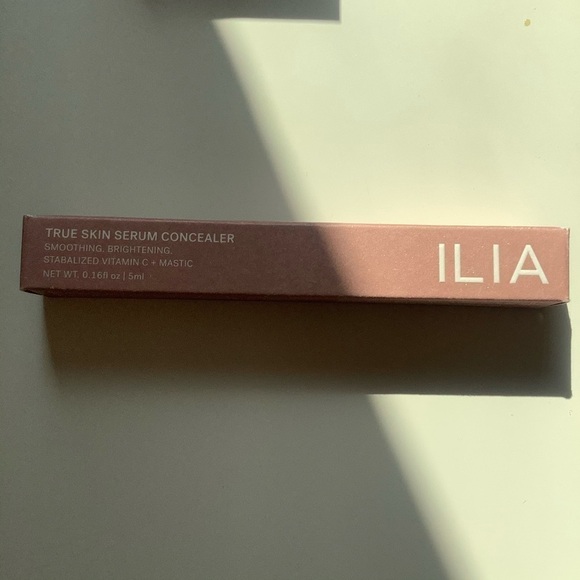 TRUE SKIN SERUM CONCEALER
SMOOTHING, BRIGHTENING,
STABALIZED VITAMIN C + MASTIC
NET WT. 0.16fl oz | 5ml
ILIA